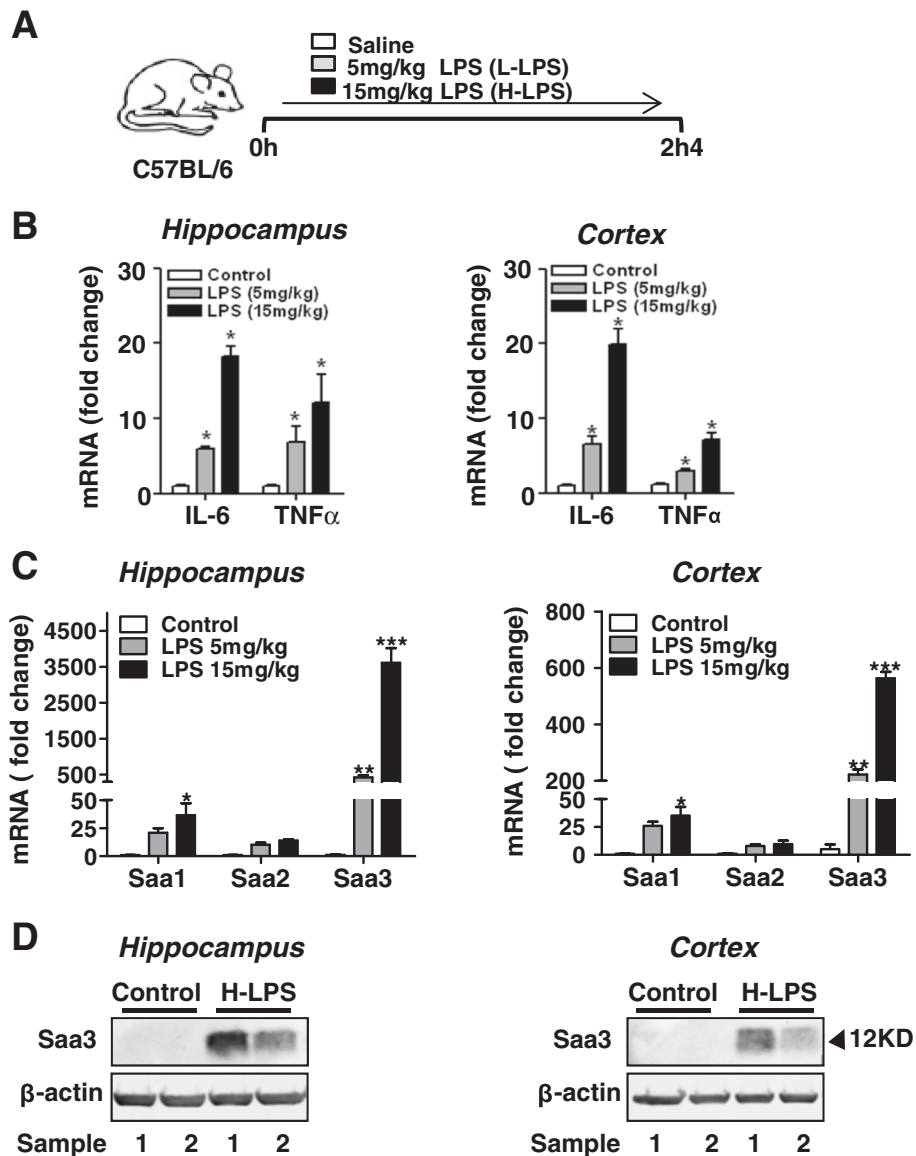 A
Saline
5mg/kg LPS (L-LPS)
15mg/kg LPS (H-LPS)
0h
2h4
C57BL/6
B
Hippocampus
mRNA (fold change)
30
20
10
0
Control
LPS (5mg/kg)
LPS (15mg/kg)
*
*
*
*
IL-6
TNFα
Cortex
mRNA (fold change)
30
20
10
0
Control
LPS (5mg/kg)
LPS (15mg/kg)
*
*
*
*
IL-6
TNFα
C
Hippocampus
mRNA ( fold change)
4500
3500
2500
1500
500
50
25
0
Control
LPS 5mg/kg
LPS 15mg/kg
*
**
***
Saa1
Saa2
Saa3
Cortex
mRNA ( fold change)
800
600
400
200
50
25
0
Control
LPS 5mg/kg
LPS 15mg/kg
*
**
***
Saa1
Saa2
Saa3
D
Hippocampus
Control H-LPS
Saa3
β-actin
Sample 1 2 1 2
Cortex
Control H-LPS
Saa3
12KD
β-actin
Sample 1 2 1 2